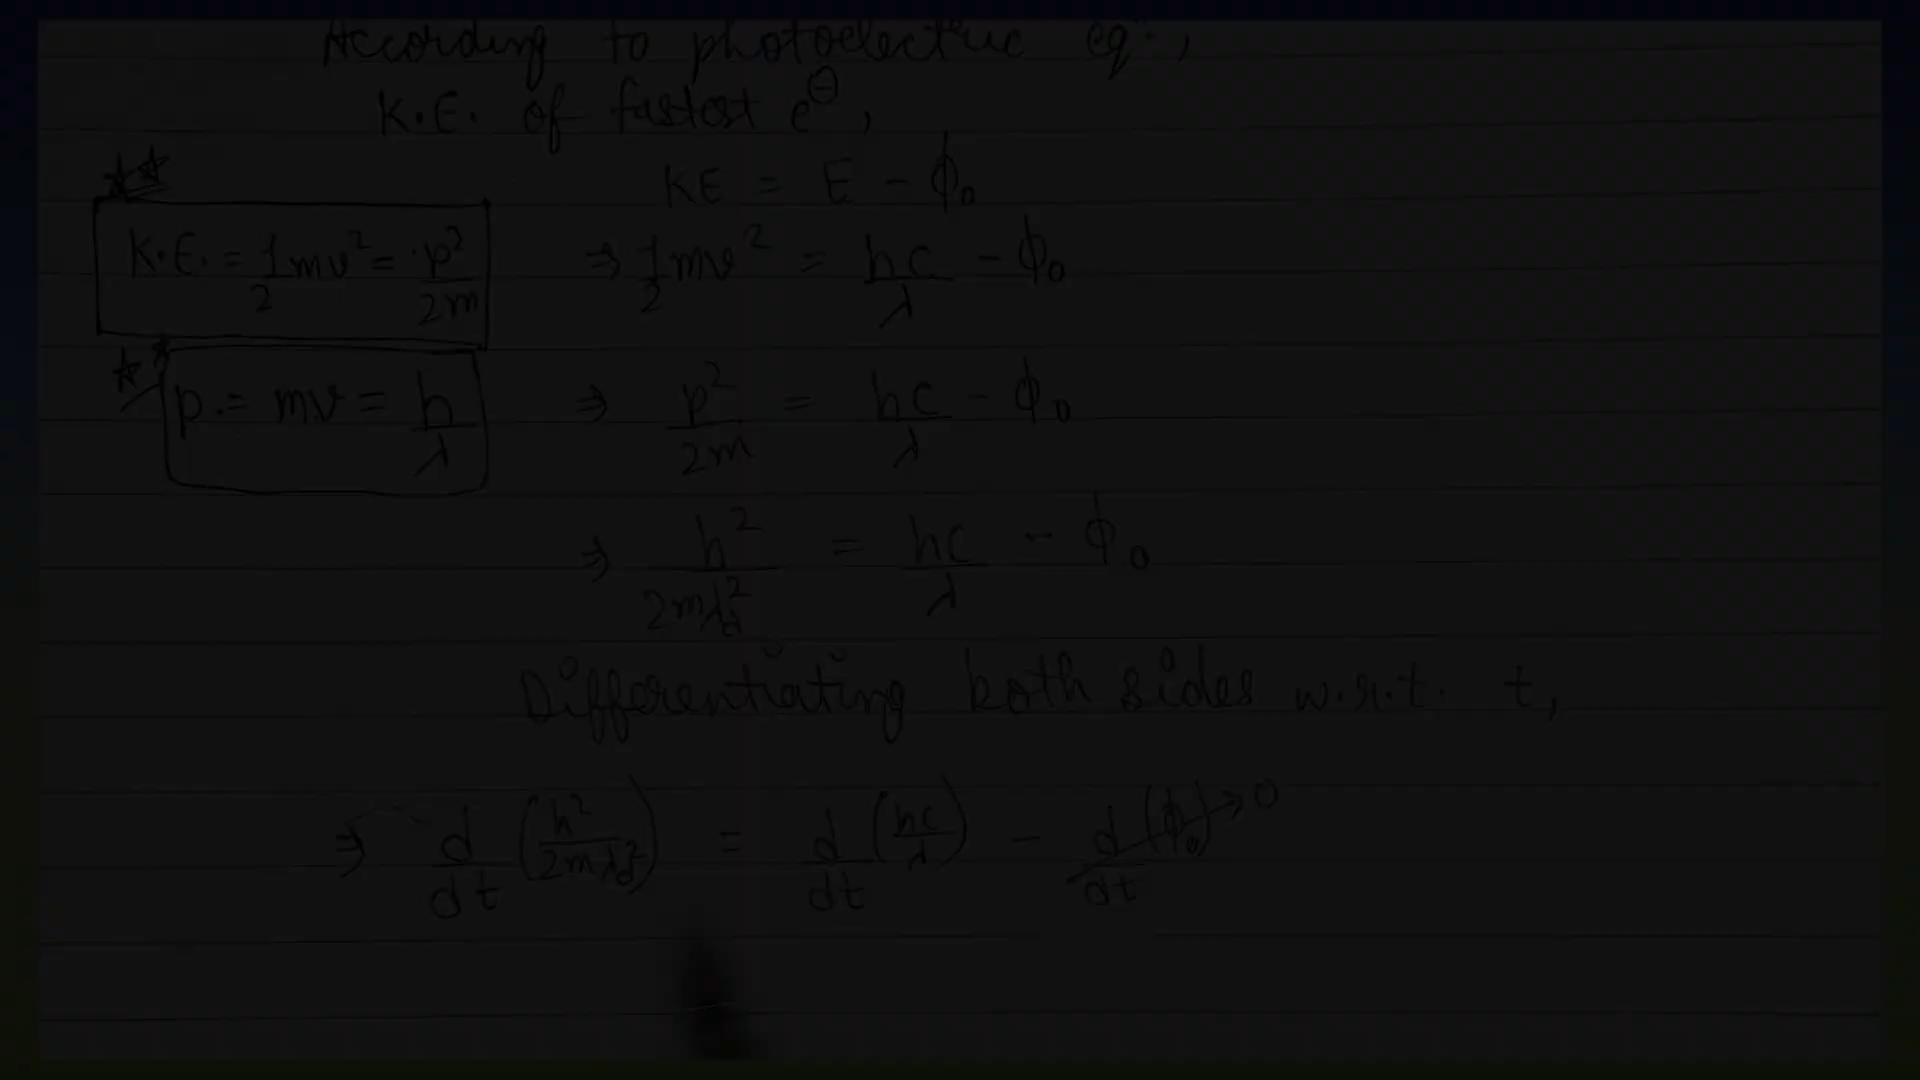 According to photoelectric eqⁿ,
K.E. of fastest e⊖,
KE = E - ϕ₀
K.E. = 1/2 mv² = p²/2m
⇒ 1/2 mv² = hc/λ - ϕ₀
p = mv = h/λ
⇒ p²/2m = hc/λ - ϕ₀
⇒ h²/2mλd² = hc/λ - ϕ₀
Differentiating both sides w.r.t. t,
⇒ d/dt (h²/2mλd²) = d/dt (hc/λ) - d/dt (ϕ₀) → 0